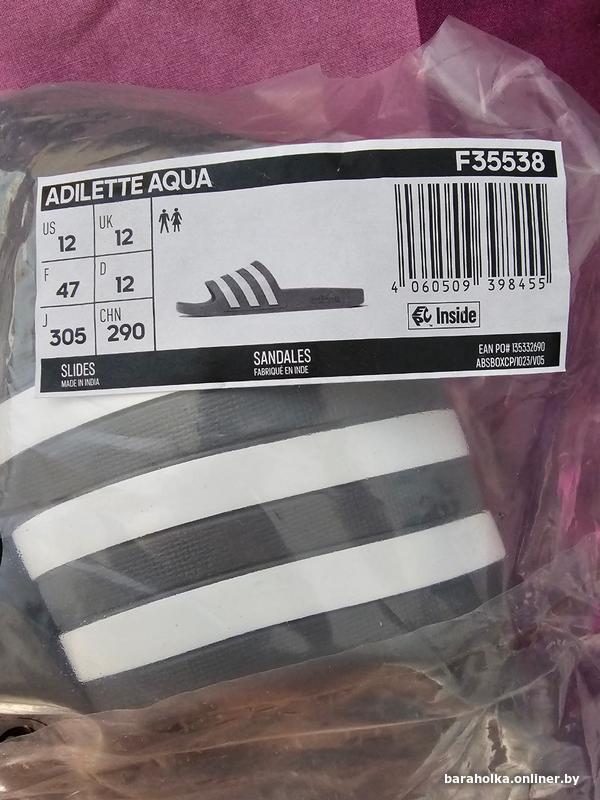 ADILETTE AQUA
F35538
US 12
UK 12
F 47
D 12
J 305
CHN 290
4 060509 398455
Inside
SLIDES
MADE IN INDIA
SANDALES
FABRIQUÉ EN INDE
EAN PO# 135332690
ABSBOXCP/1023/V05
baraholka.onliner.by